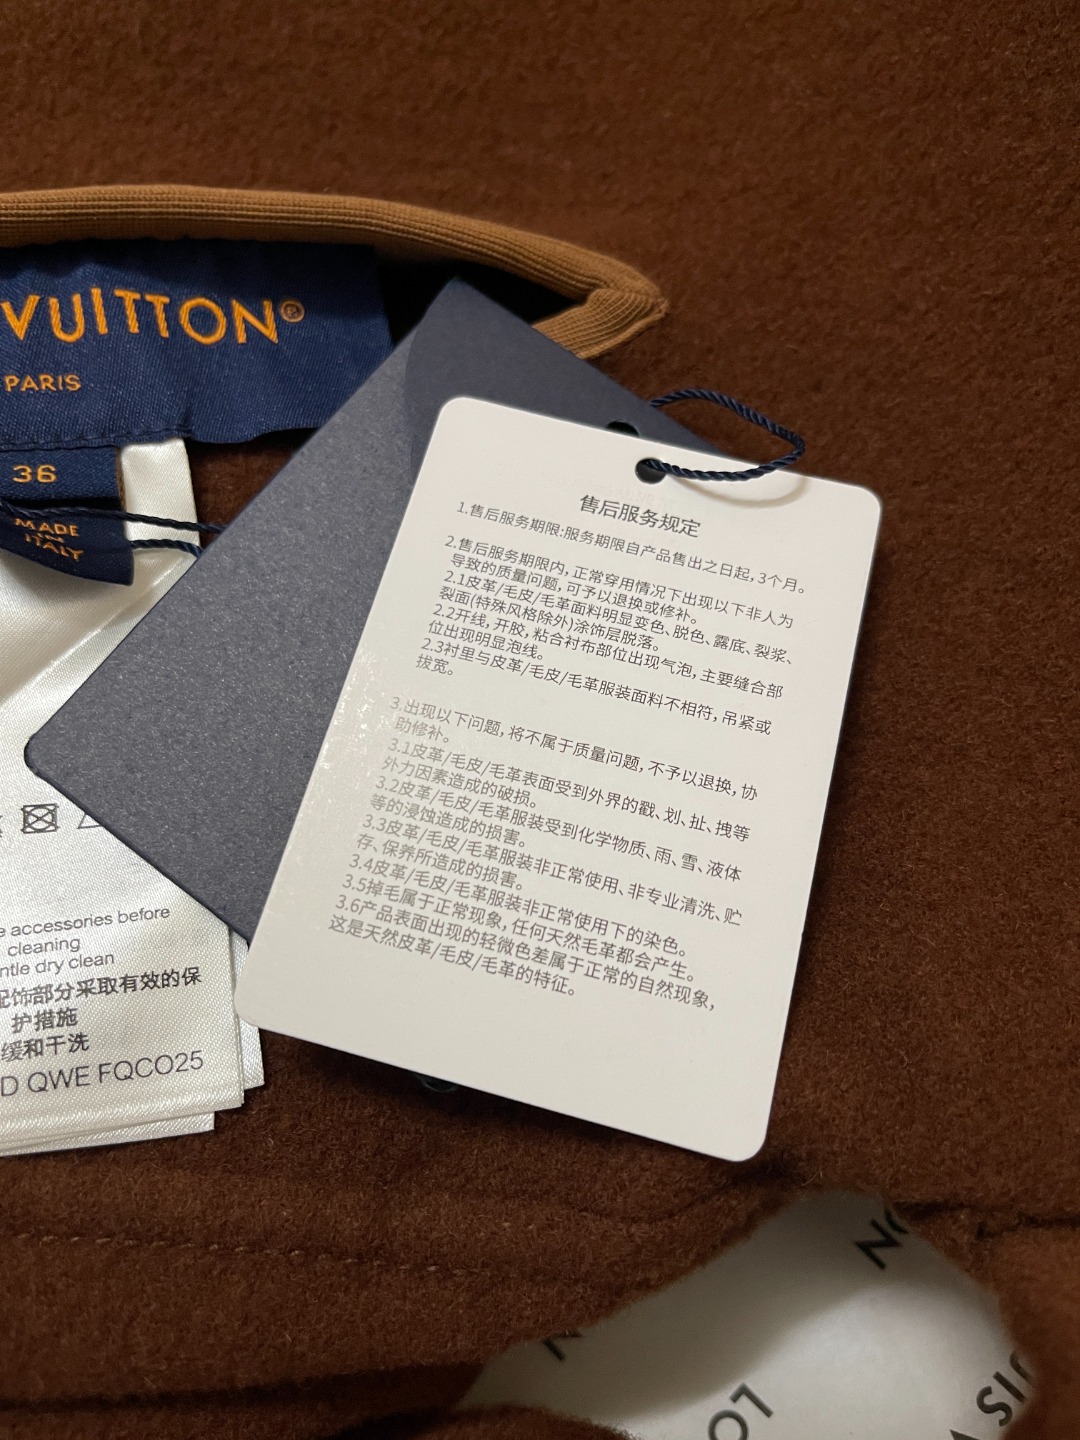 VUITTON®
PARIS
36
MADE
IN
ITALY
e accessories before
cleaning
ntle dry clean
配饰部分采取有效的保
护措施
缓和干洗
D QWE FQCO25
售后服务规定
1.售后服务期限:服务期限自产品售出之日起,3个月。
2.售后服务期限内,正常穿用情况下出现以下非人为
导致的质量问题,可予以退换或修补。
2.1皮革/毛皮/毛革面料明显变色、脱色、露底、裂浆、
裂面(特殊风格除外)涂饰层脱落。
2.2开线,开胶,粘合衬布部位出现气泡,主要缝合部
位出现明显泡线。
2.3衬里与皮革/毛皮/毛革服装面料不相符,吊紧或
拔宽。
3.出现以下问题,将不属于质量问题,不予以退换,协
助修补。
3.1皮革/毛皮/毛革表面受到外界的戳、划、扯、拽等
外力因素造成的破损。
3.2皮革/毛皮/毛革服装受到化学物质、雨、雪、液体
等的浸蚀造成的损害。
3.3皮革/毛皮/毛革服装非正常使用、非专业清洗、贮
存、保养所造成的损害。
3.4皮革/毛皮/毛革服装非正常使用下的染色。
3.5掉毛属于正常现象,任何天然毛革都会产生。
3.6产品表面出现的轻微色差属于正常的自然现象,
这是天然皮革/毛皮/毛革的特征。
ON
UIS
LO